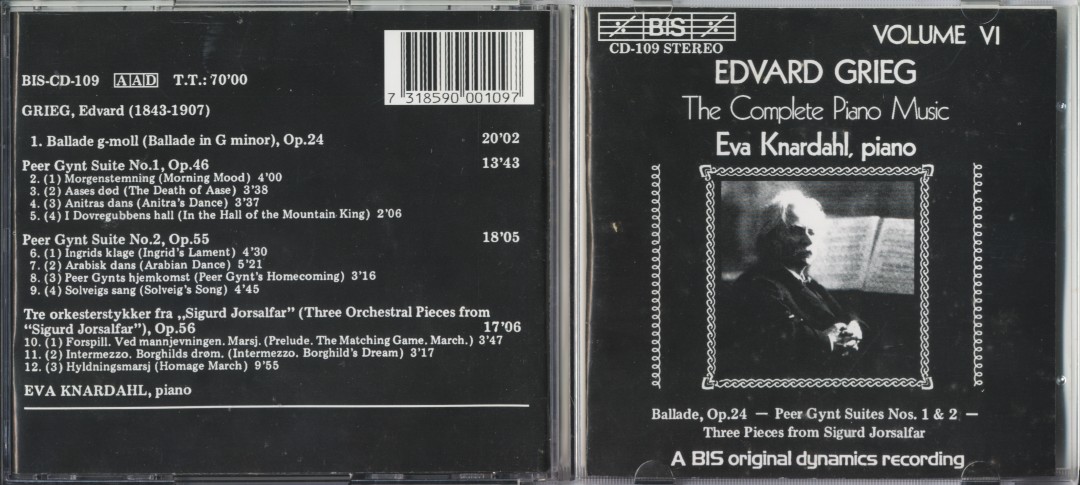 BIS-CD-109 AAD T.T.: 70'00
7 318590 001097
GRIEG, Edvard (1843-1907)
1. Ballade g-moll (Ballade in G minor), Op.24 20'02
Peer Gynt Suite No.1, Op.46 13'43
2. (1) Morgenstemning (Morning Mood) 4'00
3. (2) Aases død (The Death of Aase) 3'38
4. (3) Anitras dans (Anitra's Dance) 3'37
5. (4) I Dovregubbens hall (In the Hall of the Mountain King) 2'06
Peer Gynt Suite No.2, Op.55 18'05
6. (1) Ingrids klage (Ingrid's Lament) 4'30
7. (2) Arabisk dans (Arabian Dance) 5'21
8. (3) Peer Gynts hjemkomst (Peer Gynt's Homecoming) 3'16
9. (4) Solveigs sang (Solveig's Song) 4'45
Tre orkesterstykker fra „Sigurd Jorsalfar" (Three Orchestral Pieces from
"Sigurd Jorsalfar"), Op.56 17'06
10. (1) Forspill. Ved mannjevningen. Marsj. (Prelude. The Matching Game. March.) 3'47
11. (2) Intermezzo. Borghilds drøm. (Intermezzo. Borghild's Dream) 3'17
12. (3) Hyldningsmarsj (Homage March) 9'55
EVA KNARDAHL, piano
BIS
CD-109 STEREO
VOLUME VI
EDVARD GRIEG
The Complete Piano Music
Eva Knardahl, piano
Ballade, Op.24 — Peer Gynt Suites Nos. 1 & 2 —
Three Pieces from Sigurd Jorsalfar
A BIS original dynamics recording